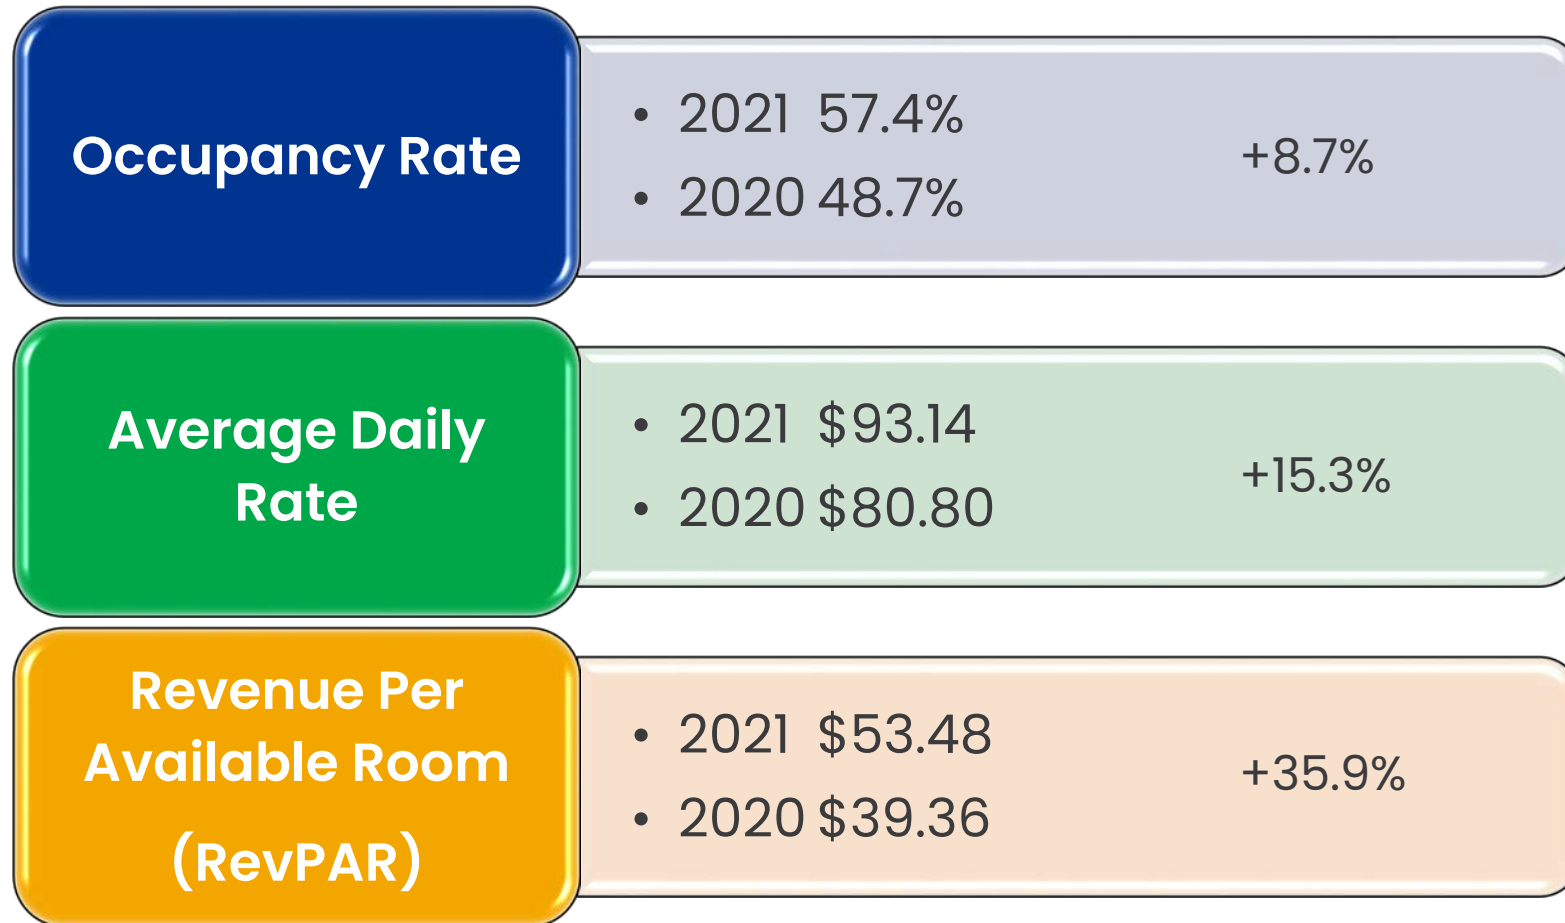 Occupancy Rate
• 2021 57.4%
• 2020 48.7%
+8.7%
Average Daily
Rate
• 2021 $93.14
• 2020 $80.80
+15.3%
Revenue Per
Available Room
(RevPAR)
• 2021 $53.48
• 2020 $39.36
+35.9%